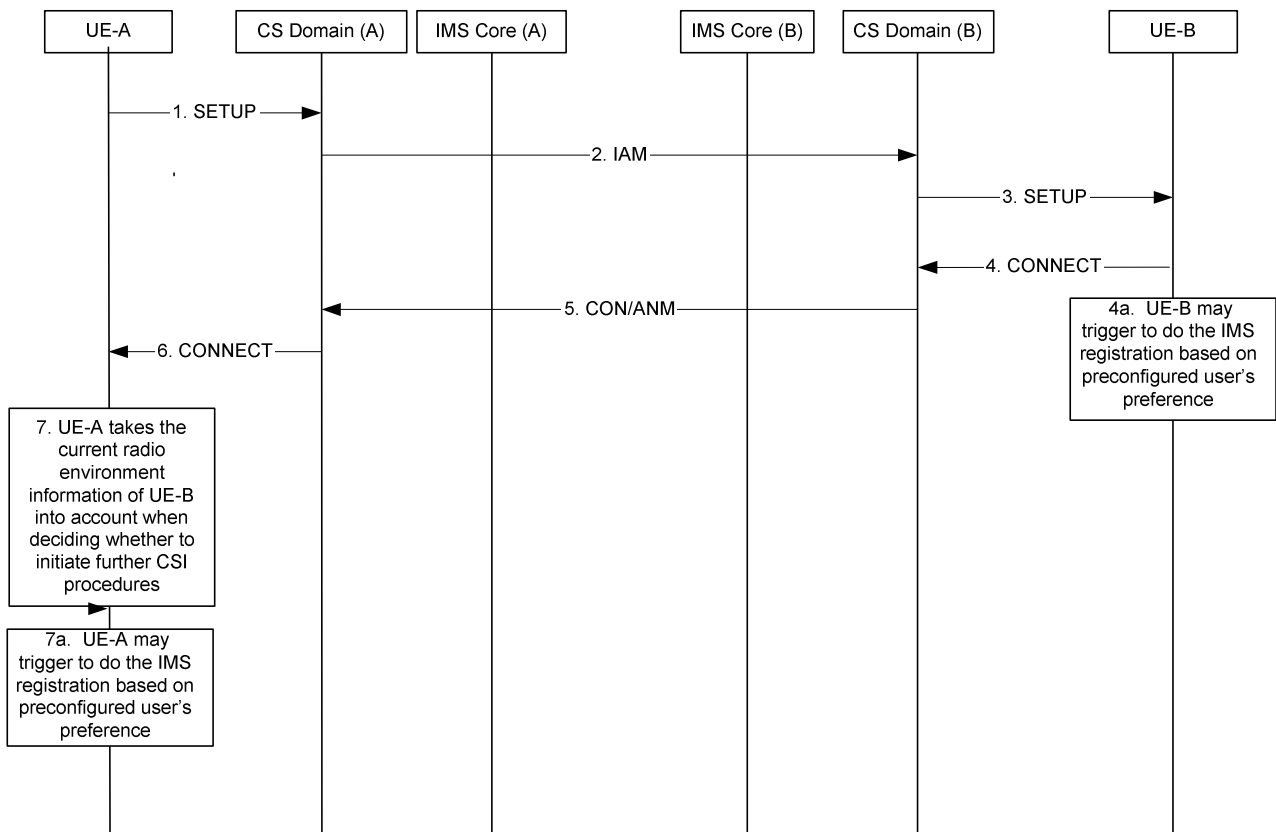 UE-A
CS Domain (A)
IMS Core (A)
IMS Core (B)
CS Domain (B)
UE-B
1. SETUP
2. IAM
3. SETUP
4. CONNECT
5. CON/ANM
6. CONNECT
4a. UE-B may
trigger to do the IMS
registration based on
preconfigured user's
preference
7. UE-A takes the
current radio
environment
information of UE-B
into account when
deciding whether to
initiate further CSI
procedures
7a. UE-A may
trigger to do the IMS
registration based on
preconfigured user's
preference